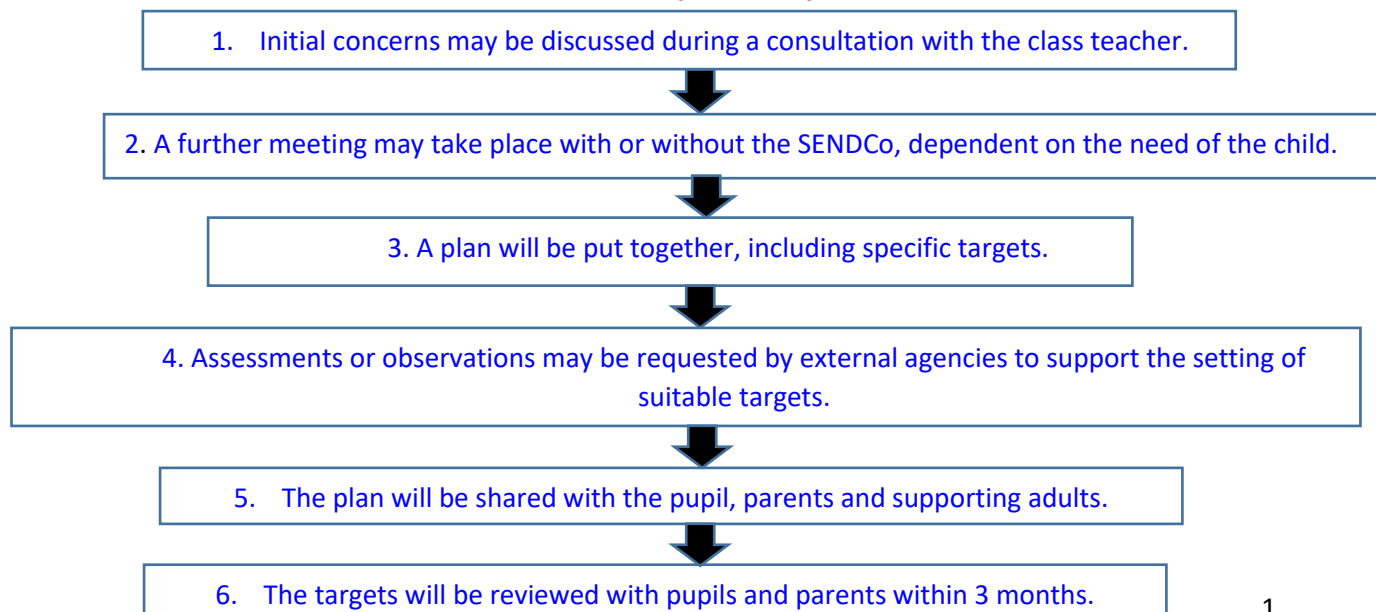 1. Initial concerns may be discussed during a consultation with the class teacher.
2. A further meeting may take place with or without the SENDCo, dependent on the need of the child.
3. A plan will be put together, including specific targets.
4. Assessments or observations may be requested by external agencies to support the setting of
suitable targets.
5. The plan will be shared with the pupil, parents and supporting adults.
6. The targets will be reviewed with pupils and parents within 3 months.
1